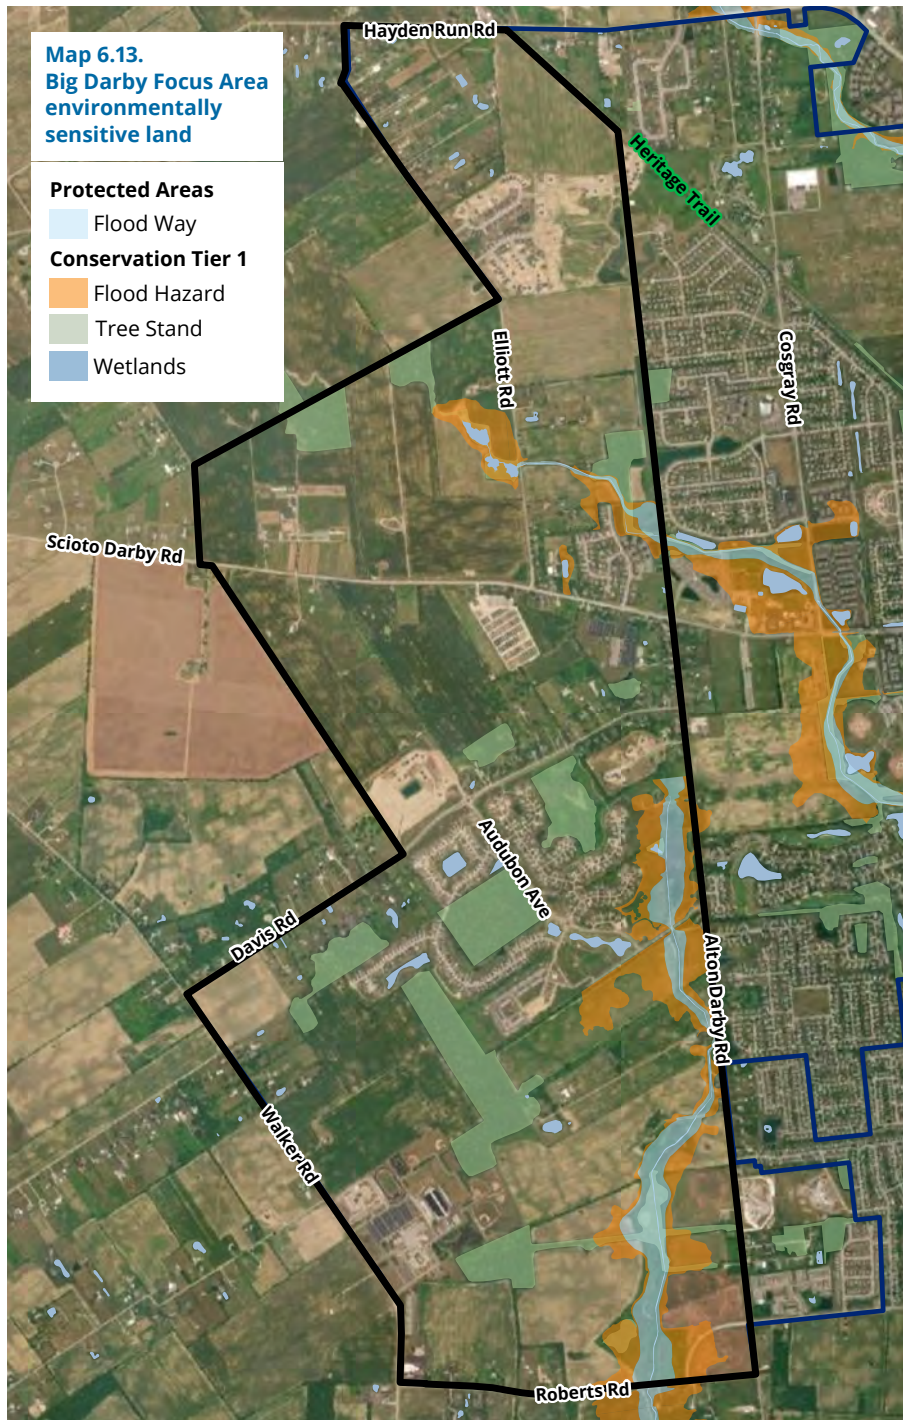 Map 6.13.
Big Darby Focus Area
environmentally
sensitive land
Protected Areas
Flood Way
Conservation Tier 1
Flood Hazard
Tree Stand
Wetlands
Hayden Run Rd
Heritage Trail
Elliott Rd
Cosgray Rd
Scioto Darby Rd
Audubon Ave
Davis Rd
Alton Darby Rd
Walker Rd
Roberts Rd